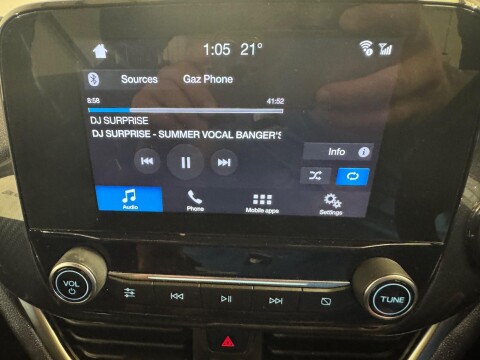 1:05 21°
Sources Gaz Phone
8:58 41:52
DJ SURPRISE
DJ SURPRISE - SUMMER VOCAL BANGER'S
Info
Audio Phone Mobile apps Settings
VOL TUNE